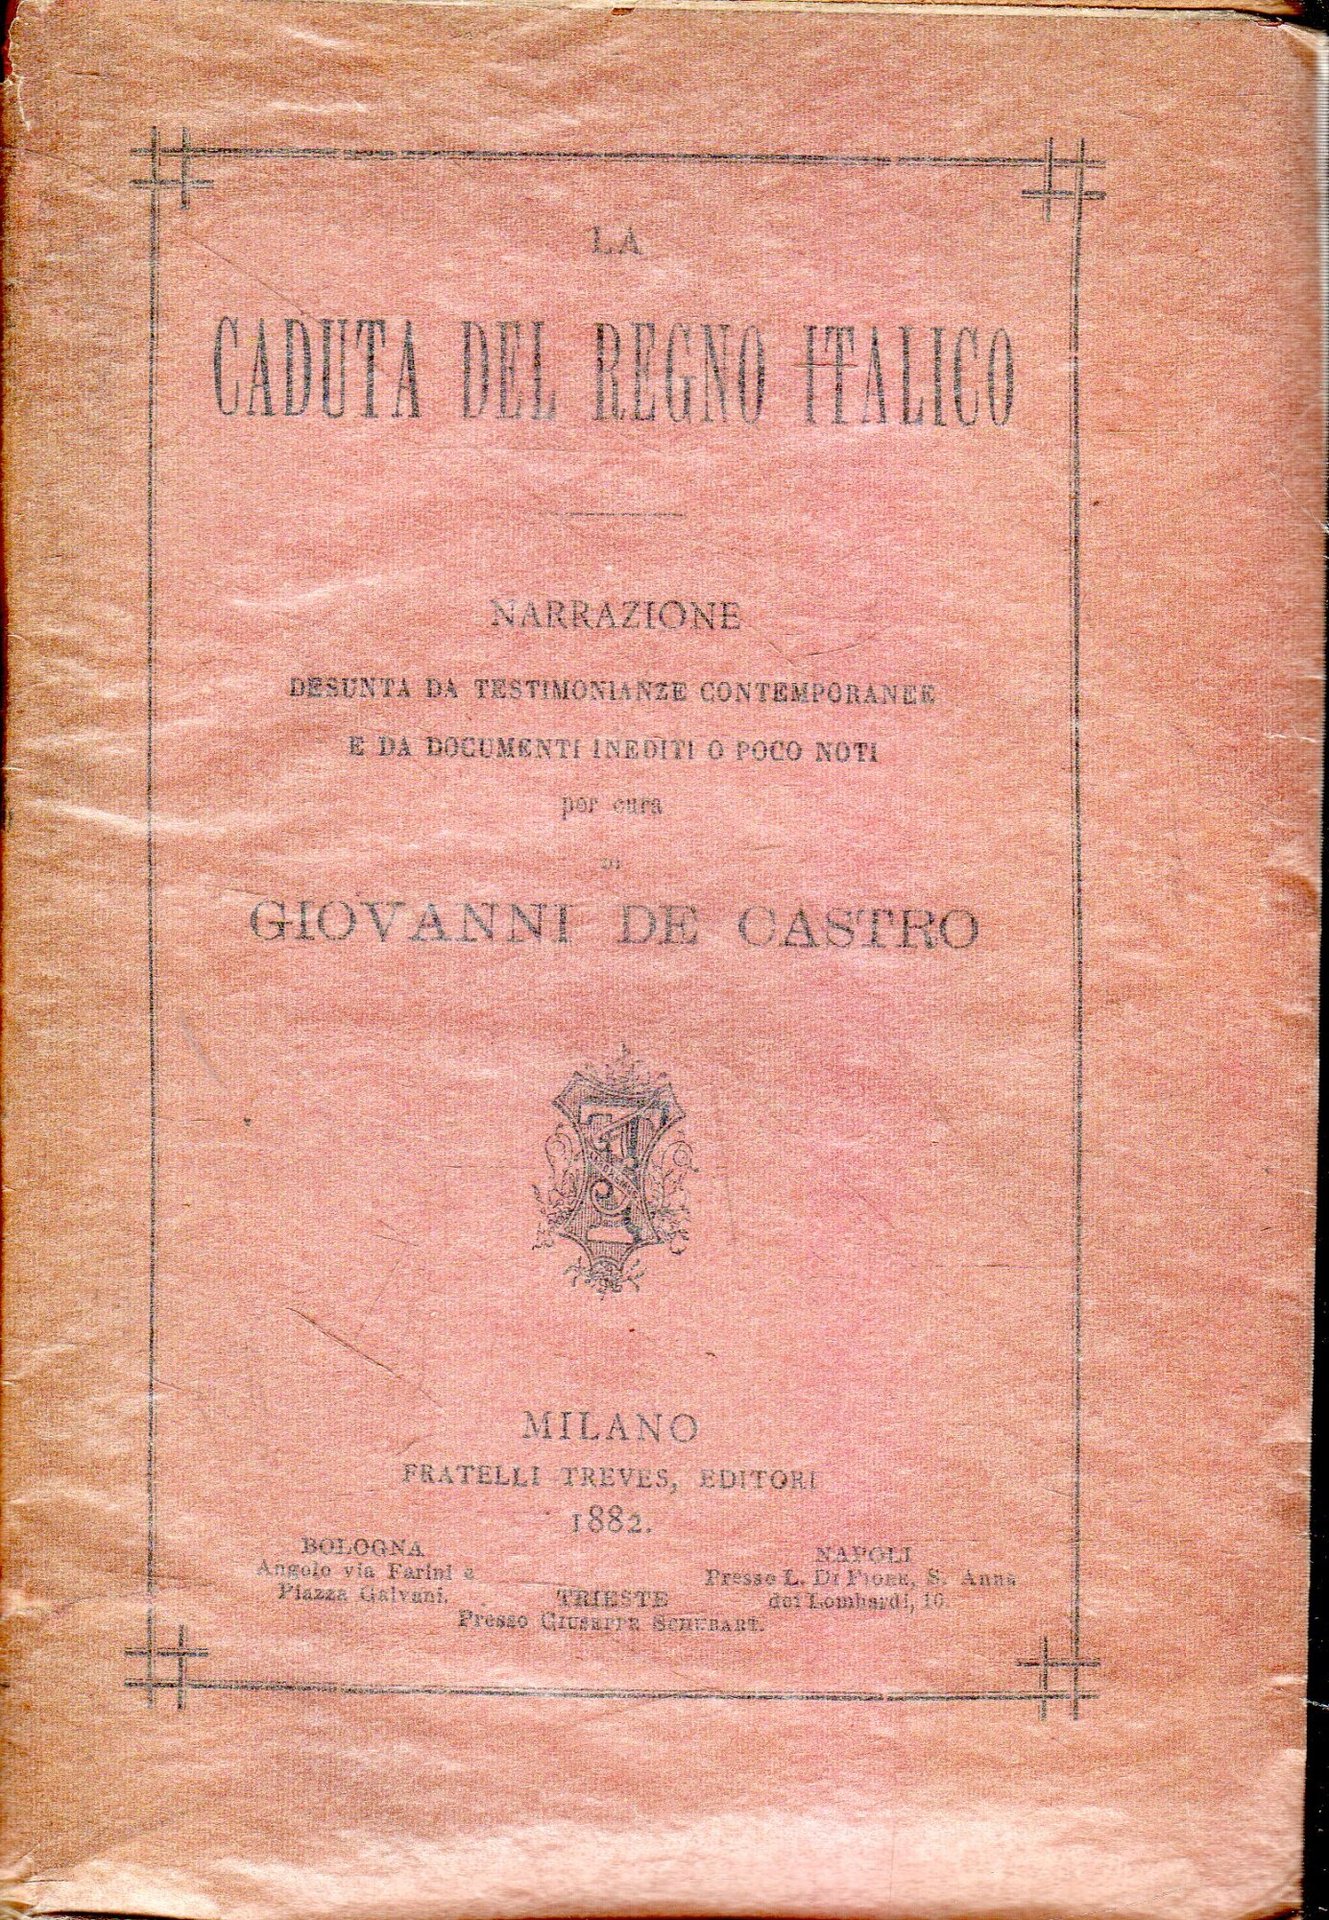 LA
CADUTA DEL REGNO ITALICO
NARRAZIONE
DESUNTA DA TESTIMONIANZE CONTEMPORANEE
E DA DOCUMENTI INEDITI O POCO NOTI
per cura
DI
GIOVANNI DE CASTRO
MILANO
FRATELLI TREVES, EDITORI
1882.
BOLOGNA
Angolo via Farini e
Piazza Galvani.
TRIESTE
Presso GIUSEPPE SCHUBART.
NAPOLI
Presso L. DI FIORE, S. Anna
dei Lombardi, 10.